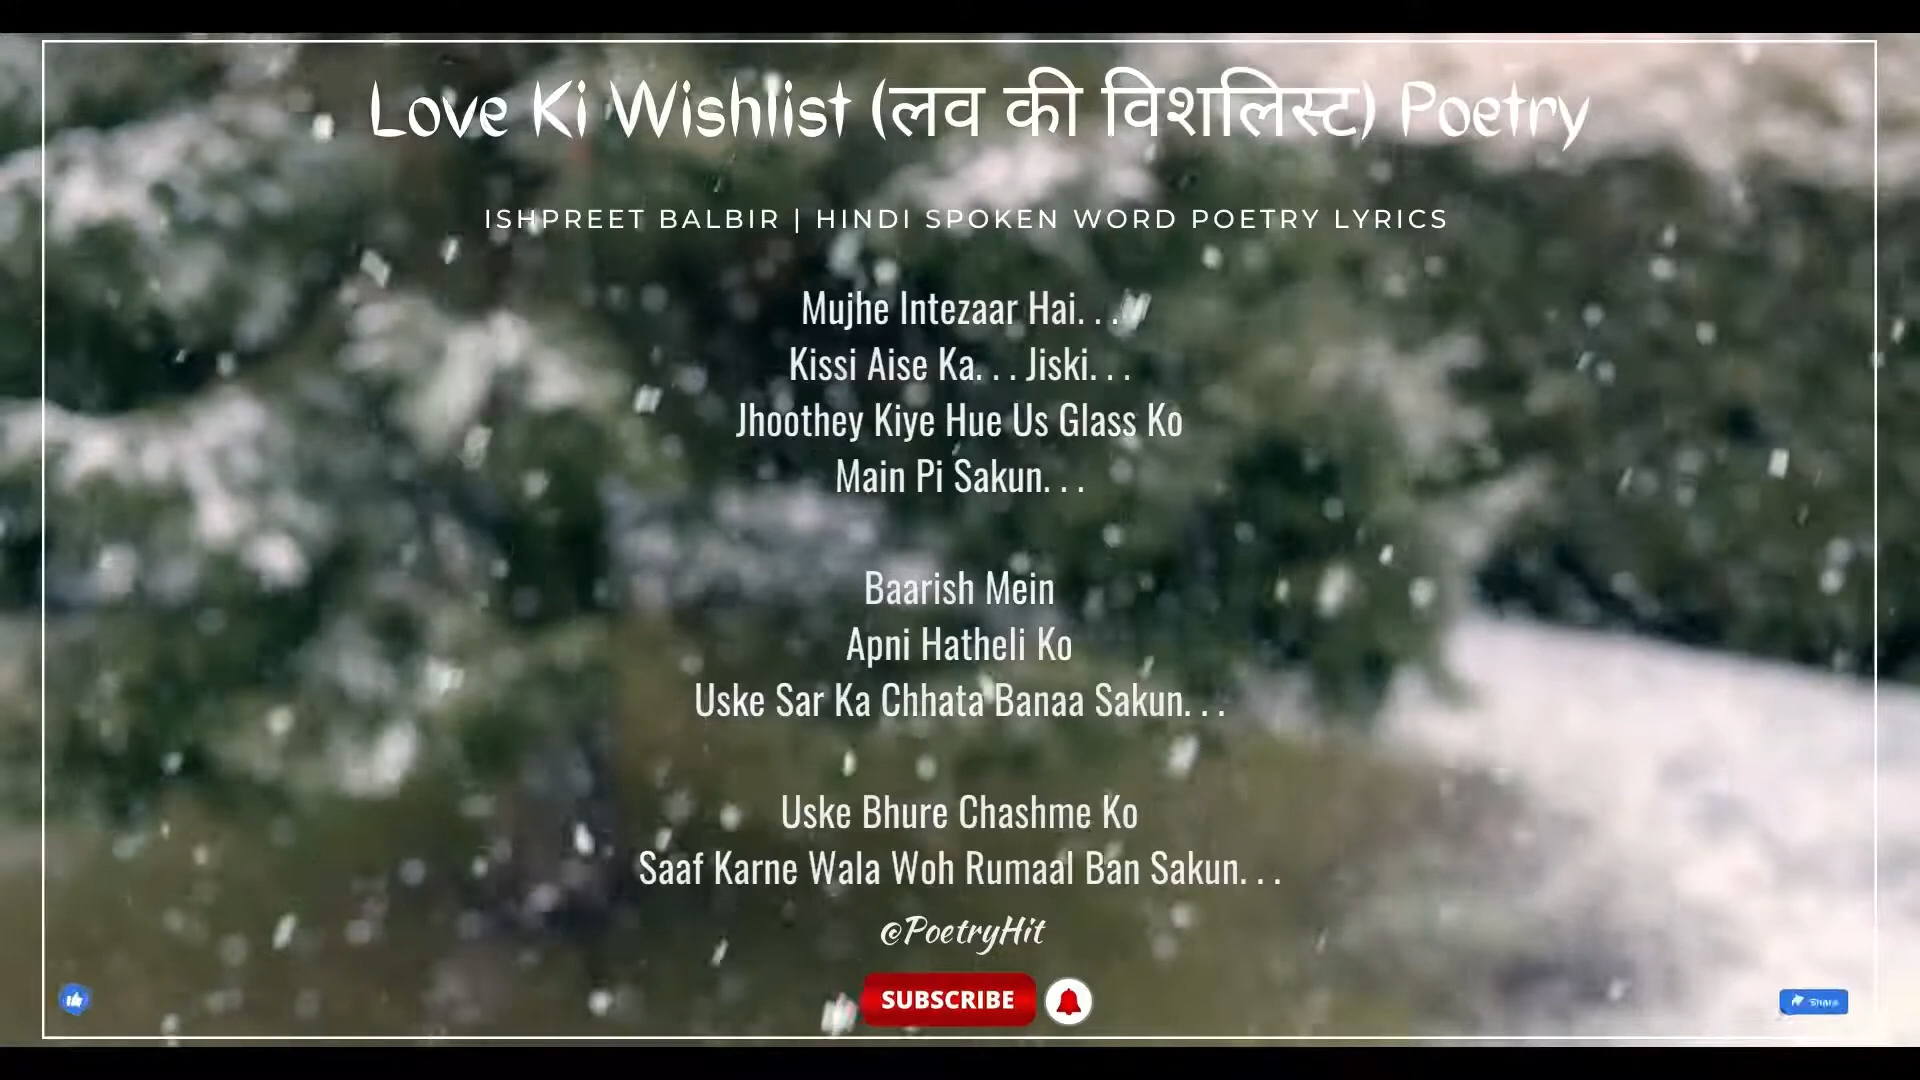 Love Ki Wishlist (लव की विशलिस्ट) Poetry
ISHPREET BALBIR | HINDI SPOKEN WORD POETRY LYRICS
Mujhe Intezaar Hai. . .
Kissi Aise Ka. . . Jiski. . .
Jhoothey Kiye Hue Us Glass Ko
Main Pi Sakun. . .
Baarish Mein
Apni Hatheli Ko
Uske Sar Ka Chhata Banaa Sakun. . .
Uske Bhure Chashme Ko
Saaf Karne Wala Woh Rumaal Ban Sakun. . .
@PoetryHit
SUBSCRIBE
Share